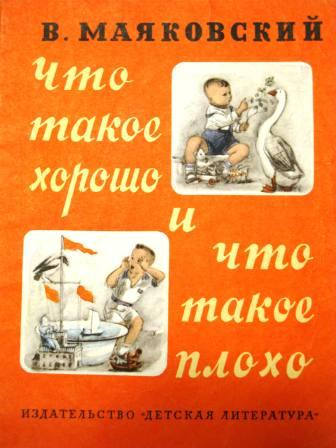 В. МАЯКОВСКИЙ
Что
такое
хорошо
и
что
такое
плохо
ИЗДАТЕЛЬСТВО "ДЕТСКАЯ ЛИТЕРАТУРА"